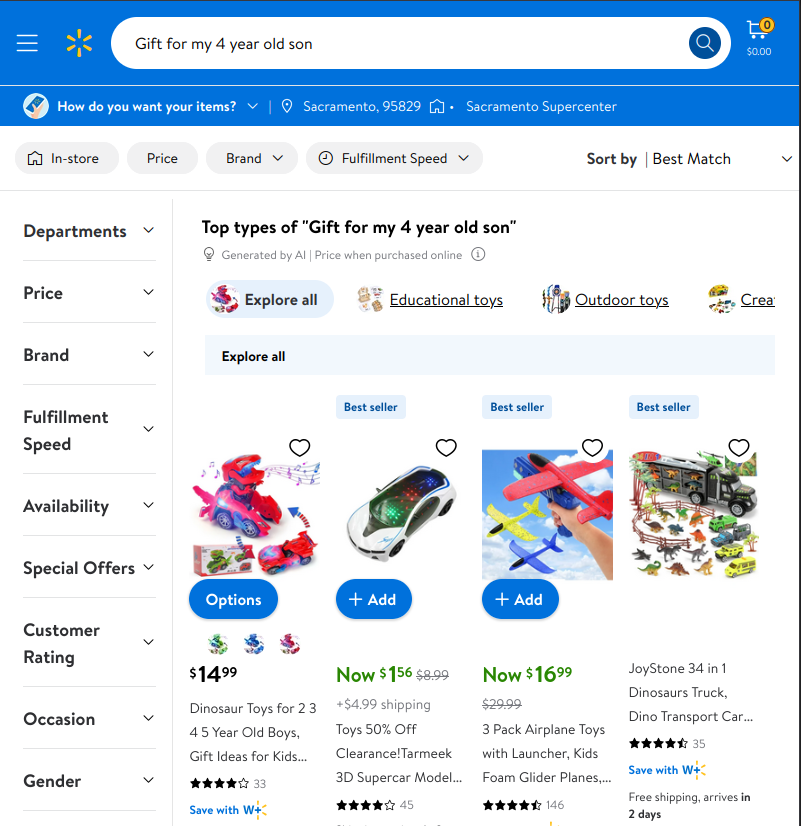 Gift for my 4 year old son
0
$0.00
How do you want your items? | Sacramento, 95829 • Sacramento Supercenter
In-store
Price
Brand
Fulfillment Speed
Sort by | Best Match
Departments
Price
Brand
Fulfillment
Speed
Availability
Special Offers
Customer
Rating
Occasion
Gender
Top types of "Gift for my 4 year old son"
Generated by AI | Price when purchased online
Explore all
Educational toys
Outdoor toys
Crea
Explore all
Options
$14.99
Dinosaur Toys for 2 3
4 5 Year Old Boys,
Gift Ideas for Kids...
33
Save with W+
Best seller
+ Add
Now $1.56 $8.99
+$4.99 shipping
Toys 50% Off
Clearance!Tarmeek
3D Supercar Model...
45
Best seller
+ Add
Now $16.99
$29.99
3 Pack Airplane Toys
with Launcher, Kids
Foam Glider Planes,...
146
Best seller
JoyStone 34 in 1
Dinosaurs Truck,
Dino Transport Car...
35
Save with W+
Free shipping, arrives in
2 days